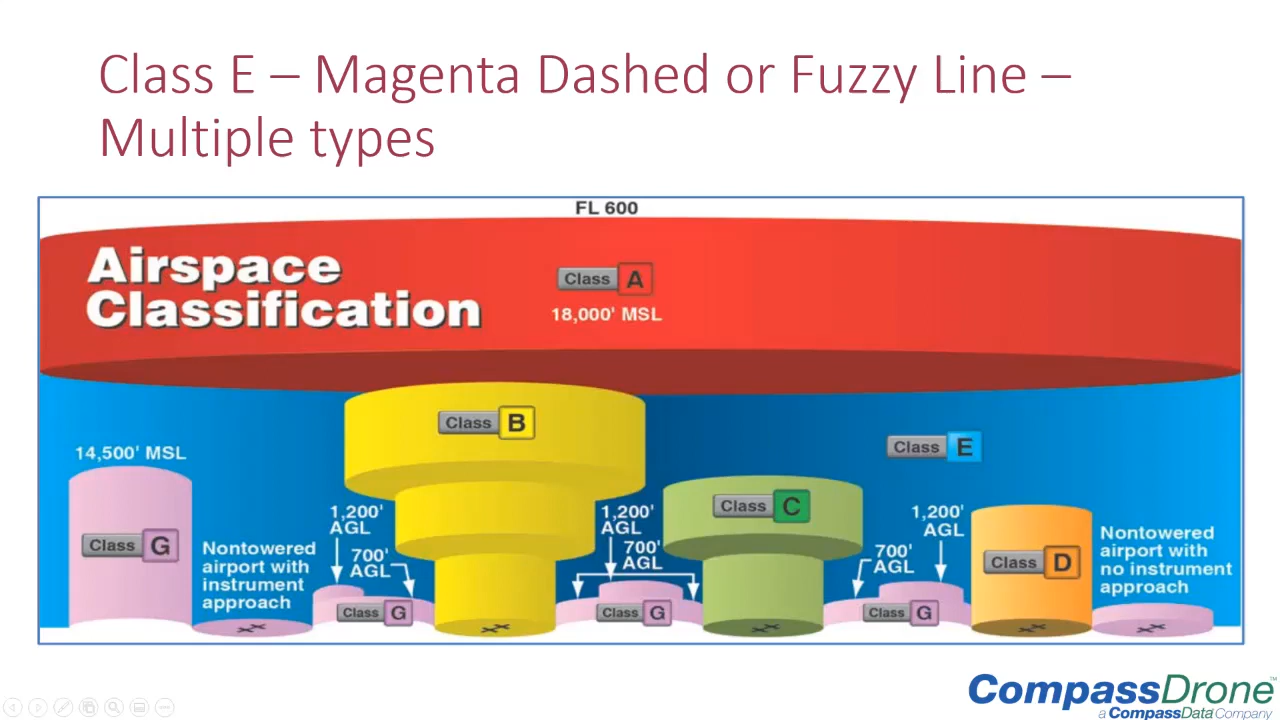 Class E – Magenta Dashed or Fuzzy Line –
Multiple types
FL 600
Airspace
Classification
Class A
18,000' MSL
Class B
14,500' MSL
Class E
Class C
Class G
1,200'
AGL
700'
AGL
1,200'
AGL
700'
AGL
1,200'
AGL
700'
AGL
Nontowered
airport with
instrument
approach
Class D
Nontowered
airport with
no instrument
approach
Class G
Class G
Class G
CompassDrone™
a CompassData Company